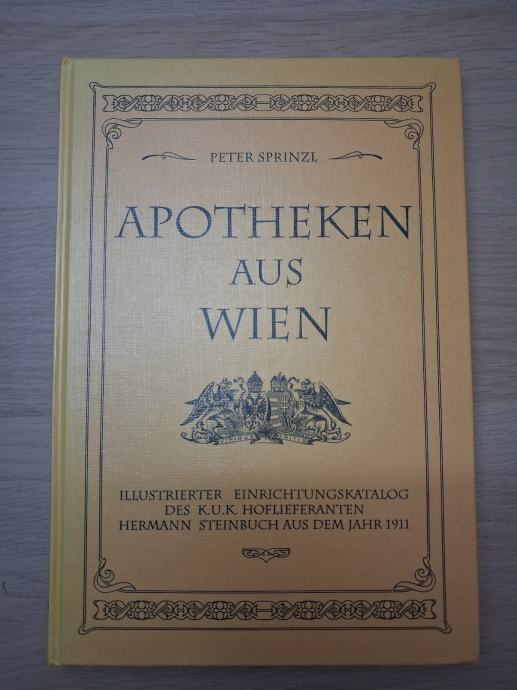 PETER SPRINZL
APOTHEKEN
AUS
WIEN
ILLUSTRIERTER EINRICHTUNGSKATALOG
DES K.U.K. HOFLIEFERANTEN
HERMANN STEINBUCH AUS DEM JAHR 1911